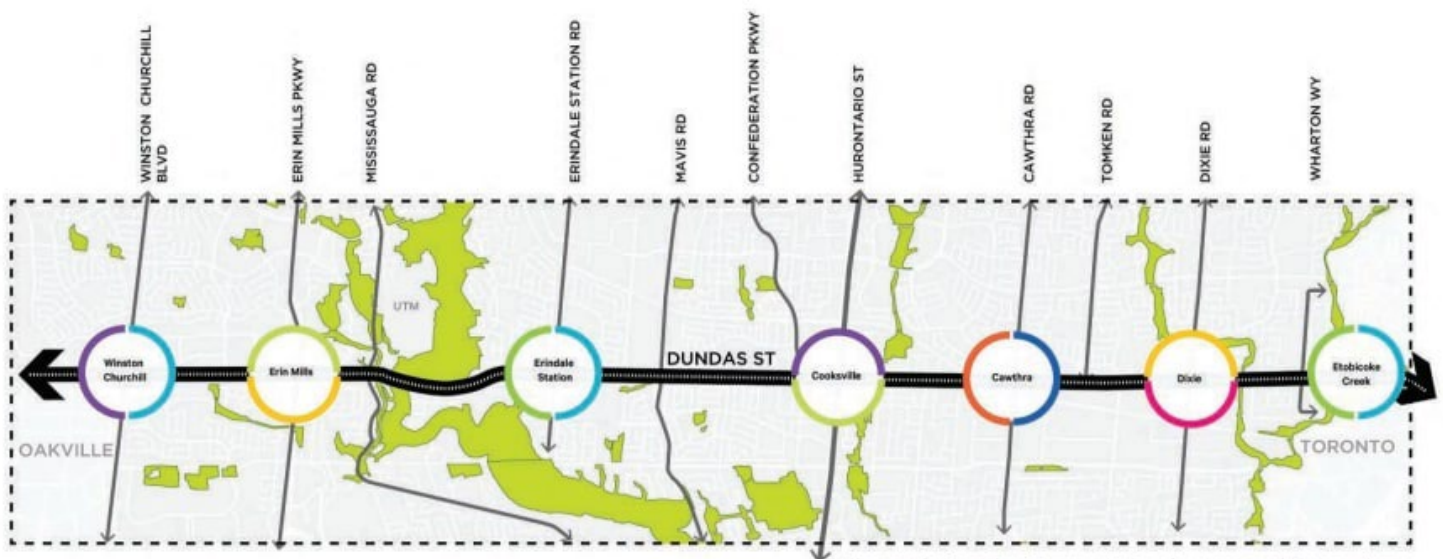 WINSTON CHURCHILL
BLVD
ERIN MILLS PKWY
MISSISSAUGA RD
ERINDALE STATION RD
MAVIS RD
CONFEDERATION PKWY
HURONTARIO ST
CAWTHRA RD
TOMKEN RD
DIXIE RD
WHARTON WY
UTM
DUNDAS ST
Winston
Churchill
Erin Mills
Erindale
Station
Cooksville
Cawthra
Dixie
Etobicoke
Creek
OAKVILLE
TORONTO